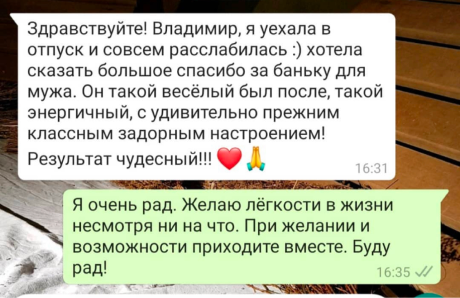 Здравствуйте! Владимир, я уехала в
отпуск и совсем расслабилась :) хотела
сказать большое спасибо за баньку для
мужа. Он такой весёлый был после, такой
энергичный, с удивительно прежним
классным задорным настроением!
Результат чудесный!!! ❤️🙏
16:31
Я очень рад. Желаю лёгкости в жизни
несмотря ни на что. При желании и
возможности приходите вместе. Буду
рад!
16:35